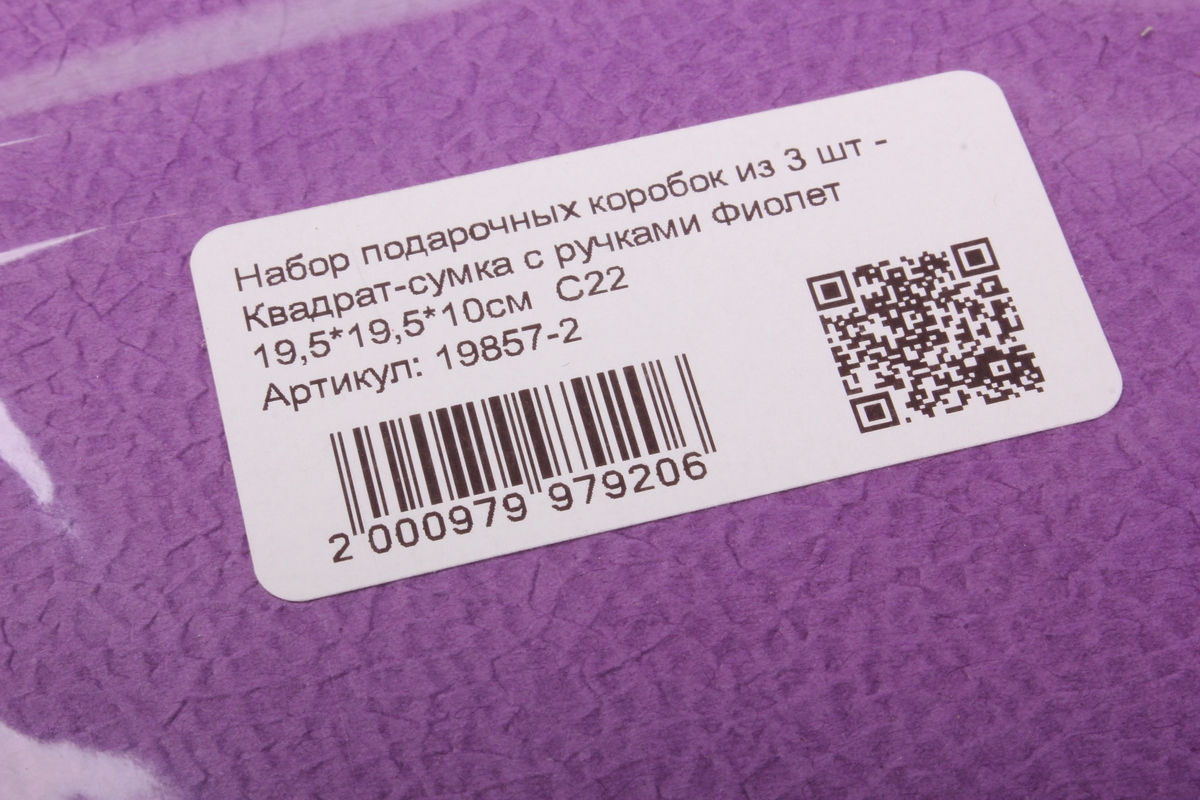 Набор подарочных коробок из 3 шт -
Квадрат-сумка с ручками Фиолет
19,5*19,5*10см  С22
Артикул: 19857-2
2 000979 979206